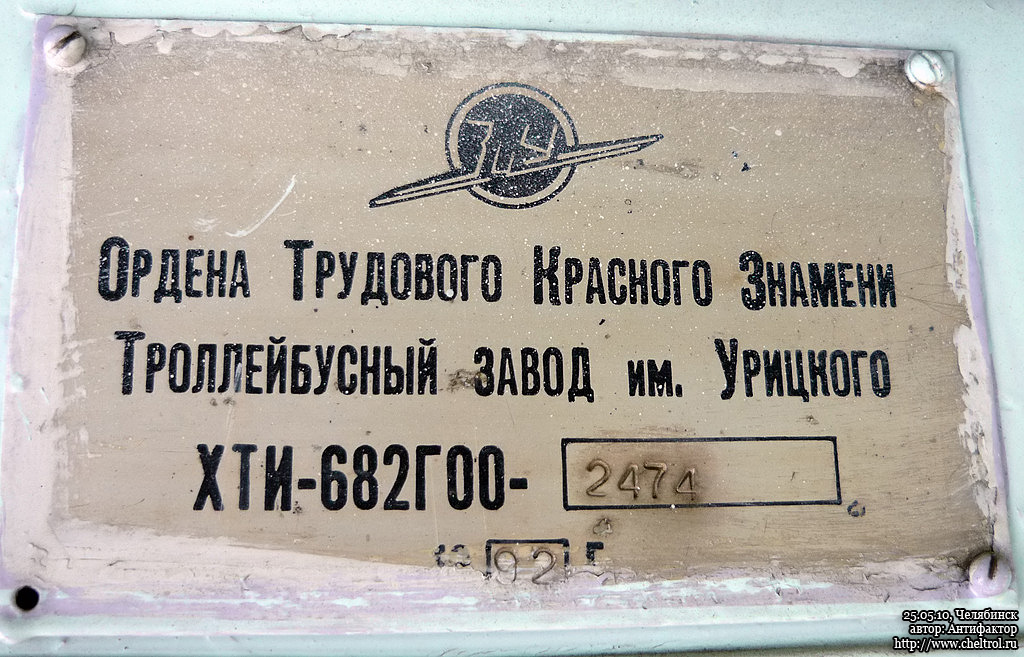 ЗиУ
Ордена Трудового Красного Знамени
Троллейбусный завод им. Урицкого
ХТИ-682Г00- 2474
19 92 г
25.05.10, Челябинск
автор: Антифактор
http://www.cheltrol.ru